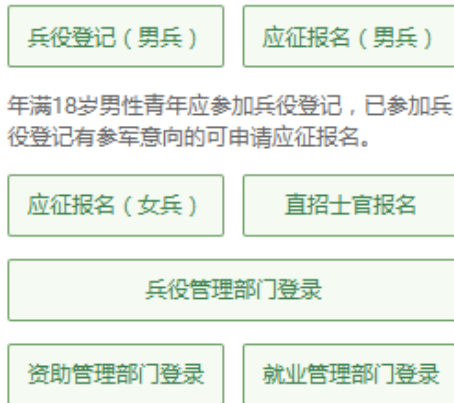 兵役登记（男兵） 应征报名（男兵）
年满18岁男性青年应参加兵役登记，已参加兵
役登记有参军意向的可申请应征报名。
应征报名（女兵） 直招士官报名
兵役管理部门登录
资助管理部门登录 就业管理部门登录